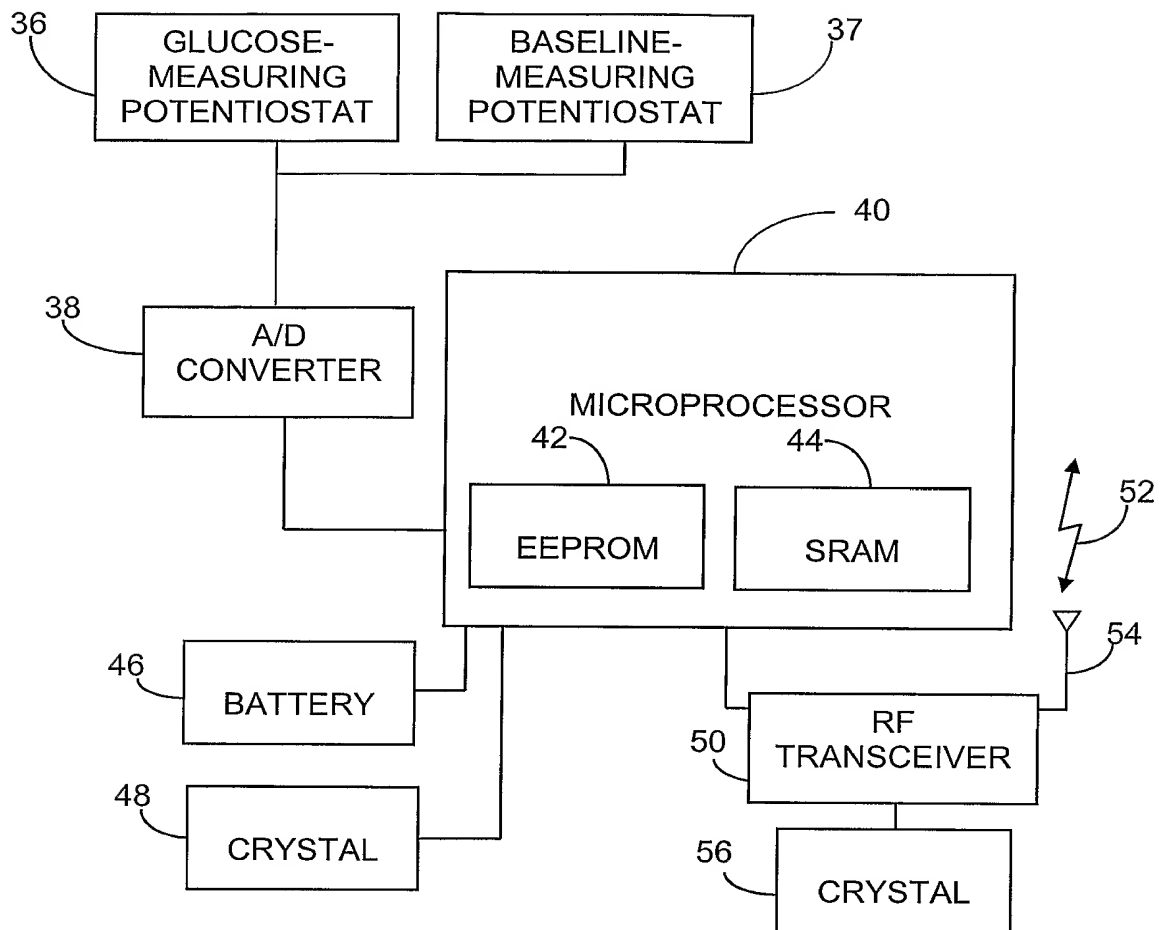 36
GLUCOSE-
MEASURING
POTENTIOSTAT
BASELINE-
MEASURING
POTENTIOSTAT
37
40
38
A/D
CONVERTER
MICROPROCESSOR
42
44
EEPROM
SRAM
52
46
BATTERY
54
50
RF
TRANSCEIVER
48
CRYSTAL
56
CRYSTAL